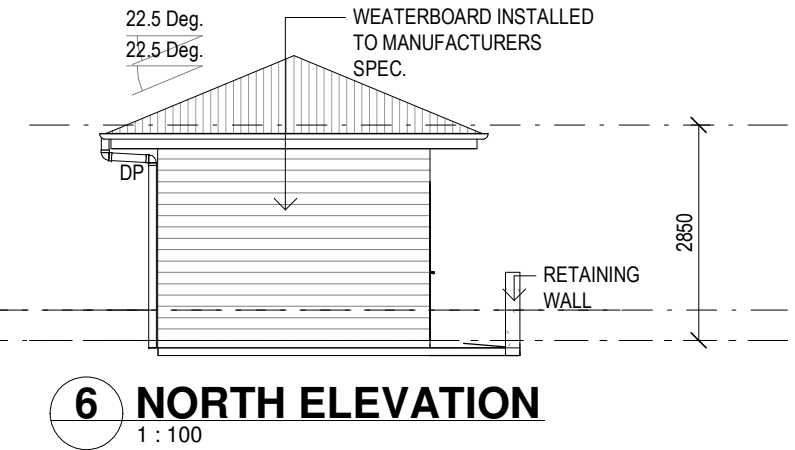 22.5 Deg.
22.5 Deg.
WEATERBOARD INSTALLED
TO MANUFACTURERS
SPEC.
DP
2850
RETAINING
WALL
6 NORTH ELEVATION
1 : 100